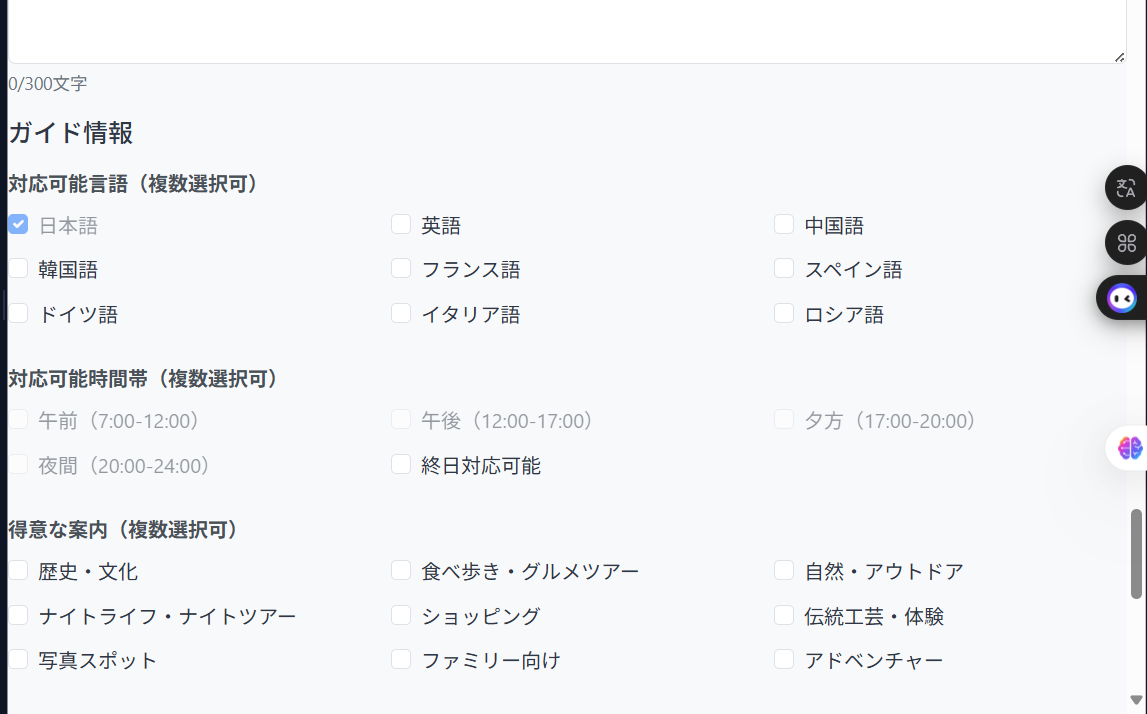 0/300文字
ガイド情報
対応可能言語（複数選択可）
日本語 英語 中国語
韓国語 フランス語 スペイン語
ドイツ語 イタリア語 ロシア語
対応可能時間帯（複数選択可）
午前（7:00-12:00） 午後（12:00-17:00） 夕方（17:00-20:00）
夜間（20:00-24:00） 終日対応可能
得意な案内（複数選択可）
歴史・文化 食べ歩き・グルメツアー 自然・アウトドア
ナイトライフ・ナイトツアー ショッピング 伝統工芸・体験
写真スポット ファミリー向け アドベンチャー